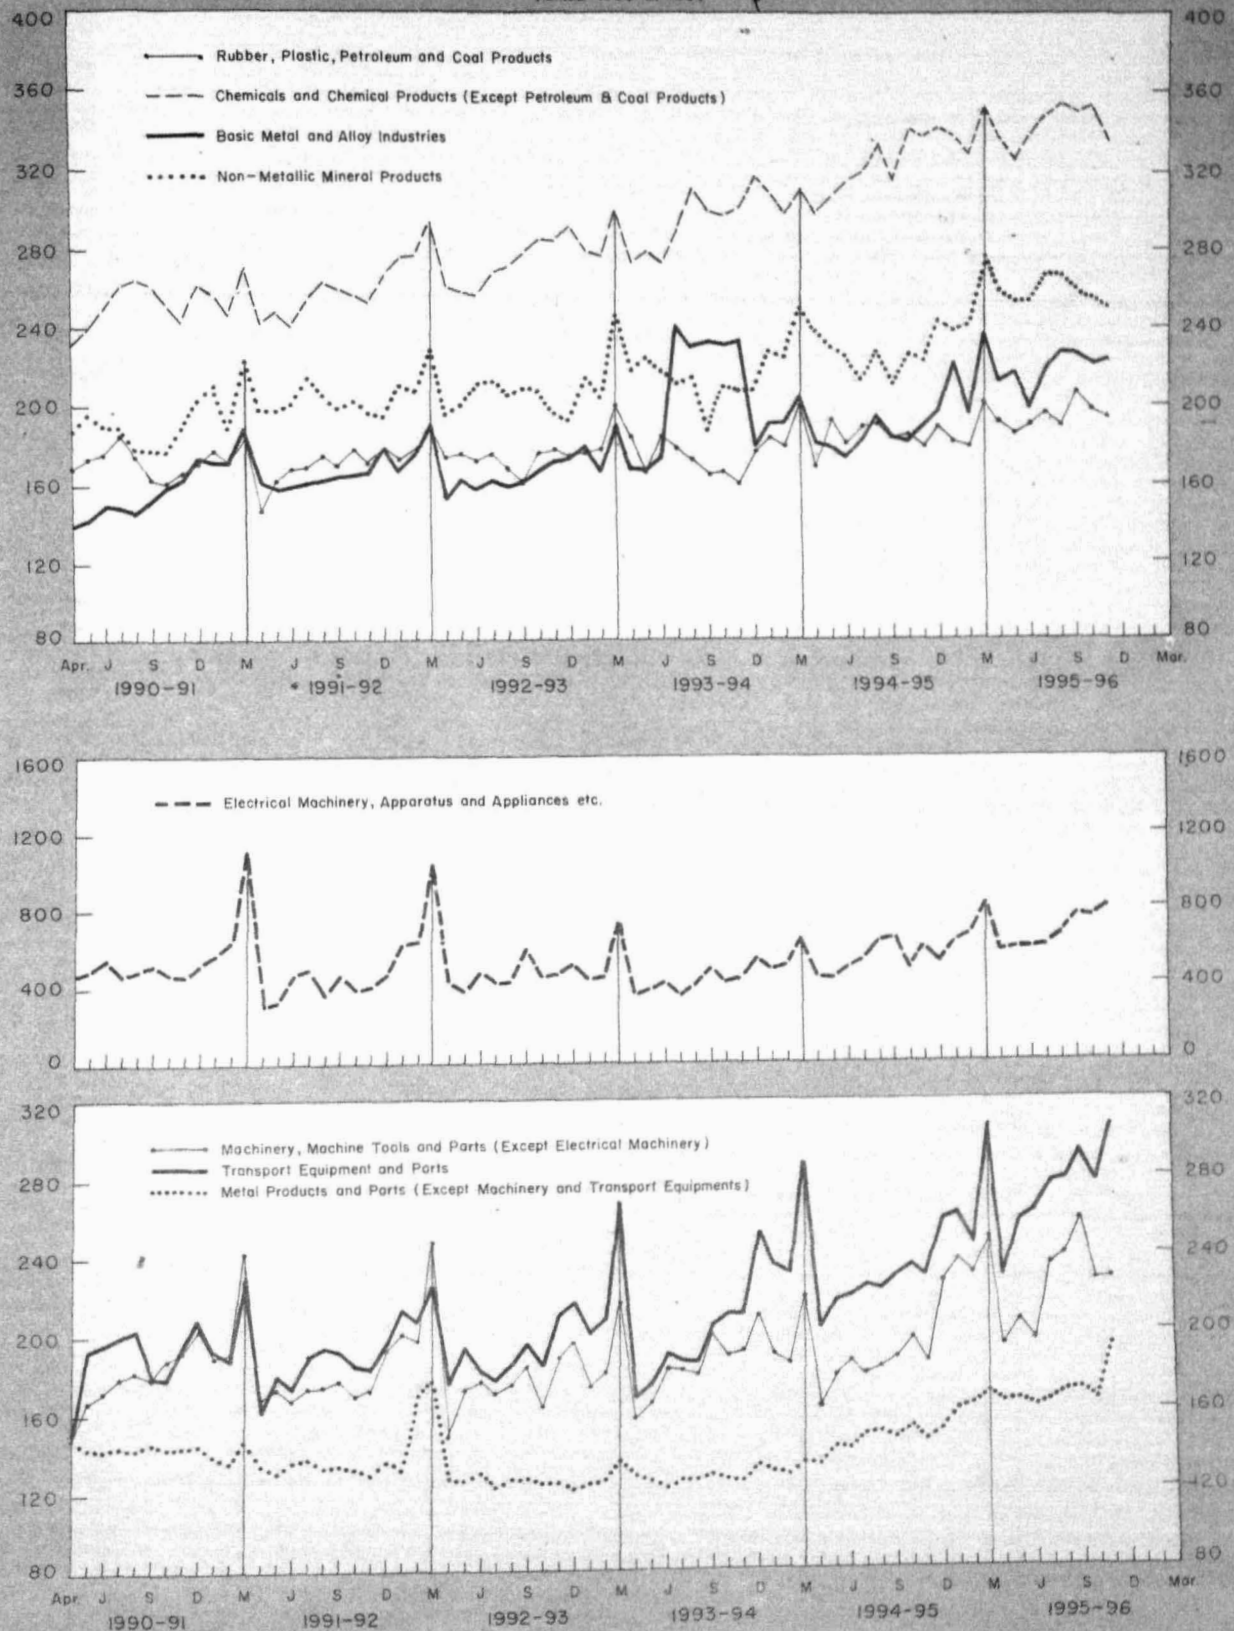 400 400
Rubber, Plastic, Petroleum and Coal Products
Chemicals and Chemical Products (Except Petroleum & Coal Products)
360 360
Basic Metal and Alloy Industries
320 320
Non-Metallic Mineral Products
280 280
240 240
200 200
160 160
120 120
80 80
Apr. J S D M J S D M J S D M J S D M J S D M J S D Mar.
1990-91 1991-92 1992-93 1993-94 1994-95 1995-96
1600 1600
Electrical Machinery, Apparatus and Appliances etc.
1200 1200
800 800
400 400
0 0
320 320
Machinery, Machine Tools and Parts (Except Electrical Machinery)
Transport Equipment and Parts
280 280
Metal Products and Parts (Except Machinery and Transport Equipments)
240 240
200 200
160 160
120 120
80 80
Apr. J S D M J S D M J S D M J S D M J S D M J S D Mar.
1990-91 1991-92 1992-93 1993-94 1994-95 1995-96